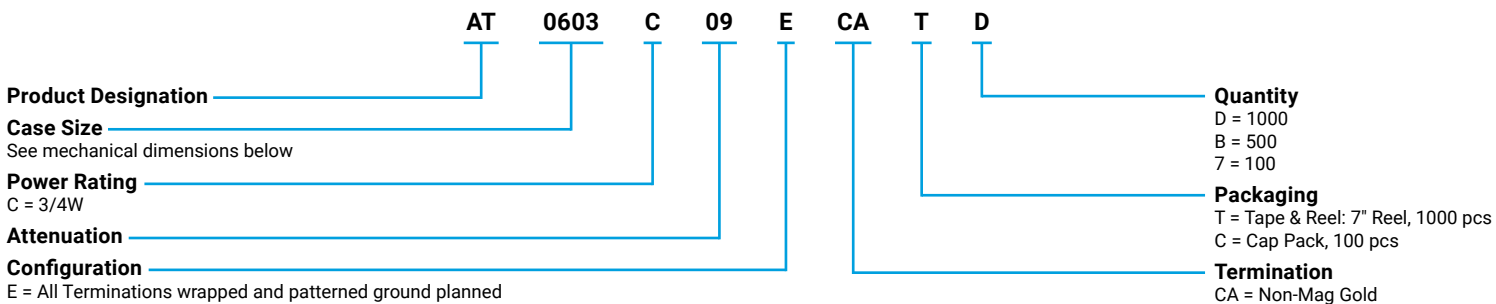 AT 0603 C 09 E CA T D
Product Designation
Case Size
See mechanical dimensions below
Power Rating
C = 3/4W
Attenuation
Configuration
E = All Terminations wrapped and patterned ground planned
Quantity
D = 1000
B = 500
7 = 100
Packaging
T = Tape & Reel: 7" Reel, 1000 pcs
C = Cap Pack, 100 pcs
Termination
CA = Non-Mag Gold